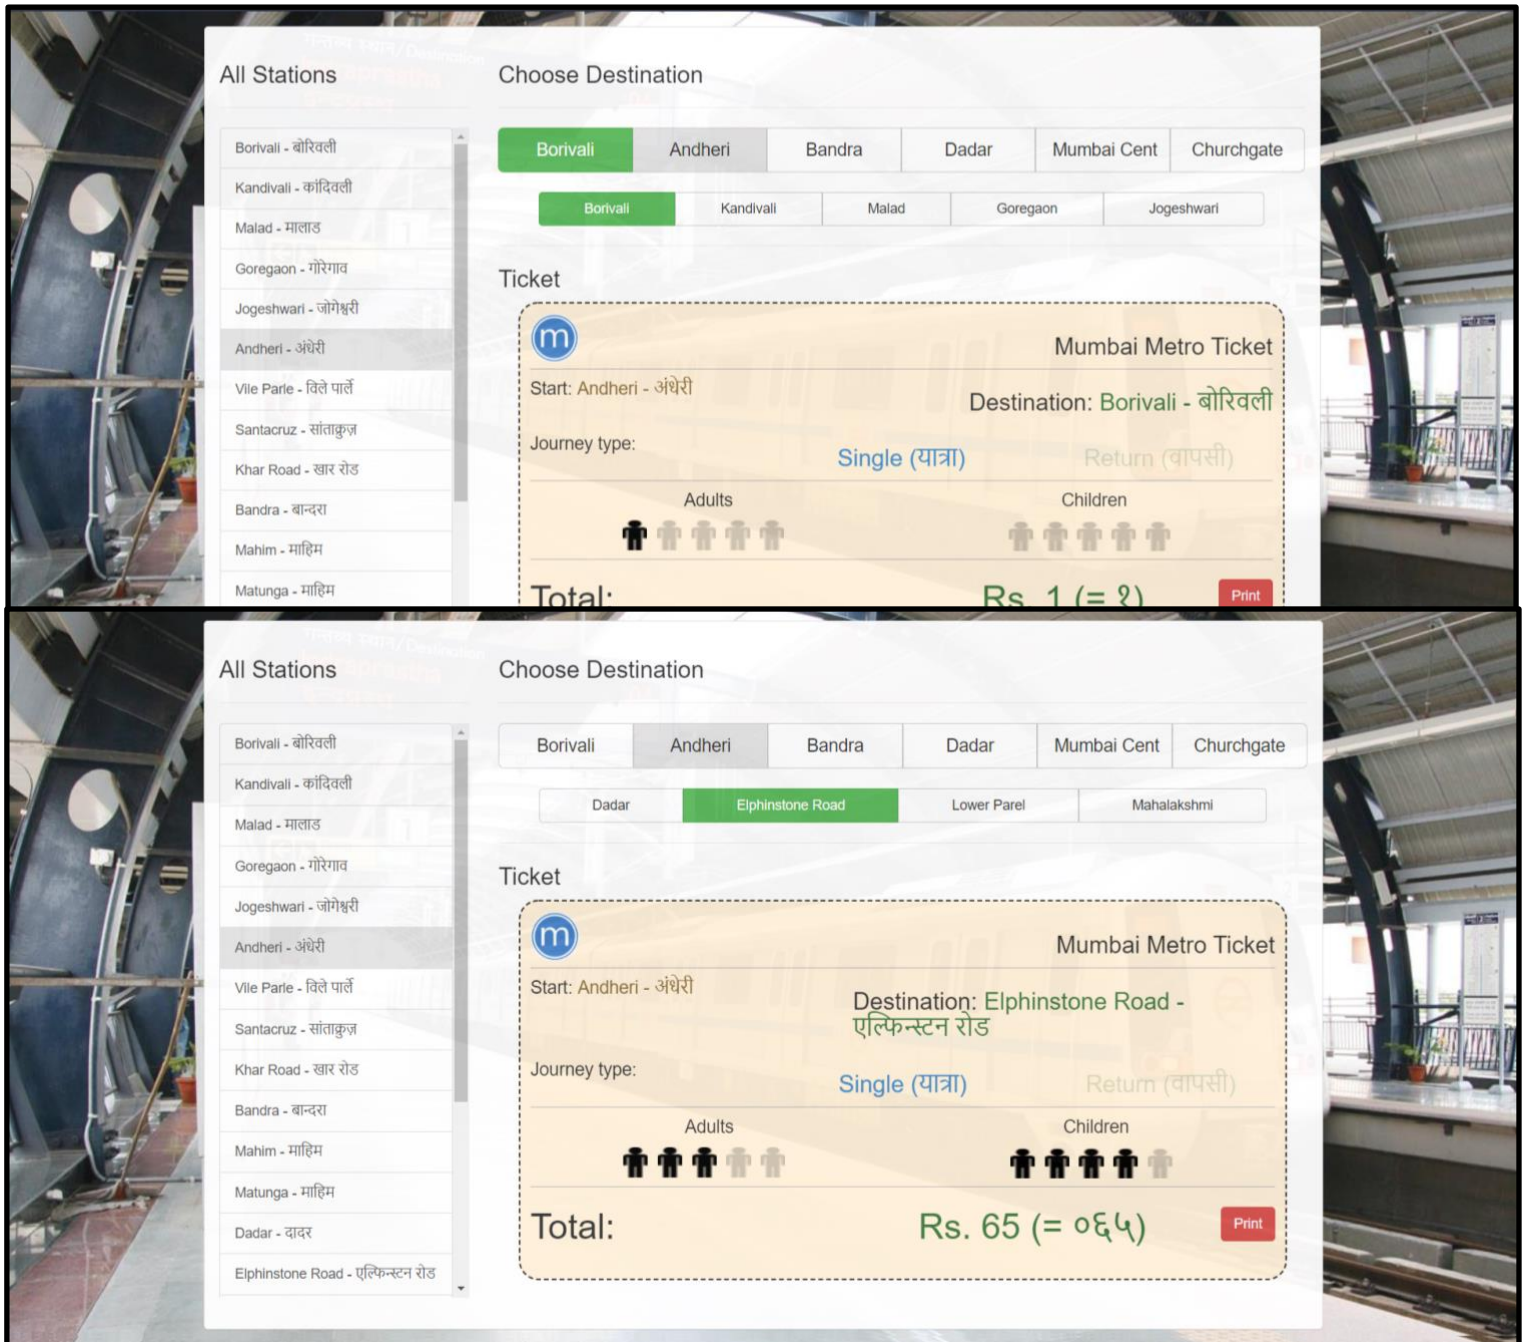 All Stations
Choose Destination
Borivali - बोरिवली
Kandivali - कांदिवली
Malad - मालाड
Goregaon - गोरेगाव
Jogeshwari - जोगेश्वरी
Andheri - अंधेरी
Vile Parle - विले पार्ले
Santacruz - सांताक्रुज़
Khar Road - खार रोड
Bandra - बान्दरा
Mahim - माहिम
Matunga - माहिम
Borivali Andheri Bandra Dadar Mumbai Cent Churchgate
Borivali Kandivali Malad Goregaon Jogeshwari
Ticket
m
Mumbai Metro Ticket
Start: Andheri - अंधेरी
Destination: Borivali - बोरिवली
Journey type:
Single (यात्रा) Return (वापसी)
Adults Children
Total: Rs. 1 (= १) Print
All Stations
Choose Destination
Borivali - बोरिवली
Kandivali - कांदिवली
Malad - मालाड
Goregaon - गोरेगाव
Jogeshwari - जोगेश्वरी
Andheri - अंधेरी
Vile Parle - विले पार्ले
Santacruz - सांताक्रुज़
Khar Road - खार रोड
Bandra - बान्दरा
Mahim - माहिम
Matunga - माहिम
Dadar - दादर
Elphinstone Road - एल्फिन्स्टन रोड
Borivali Andheri Bandra Dadar Mumbai Cent Churchgate
Dadar Elphinstone Road Lower Parel Mahalakshmi
Ticket
m
Mumbai Metro Ticket
Start: Andheri - अंधेरी
Destination: Elphinstone Road -
एल्फिन्स्टन रोड
Journey type:
Single (यात्रा) Return (वापसी)
Adults Children
Total: Rs. 65 (= ०६५) Print